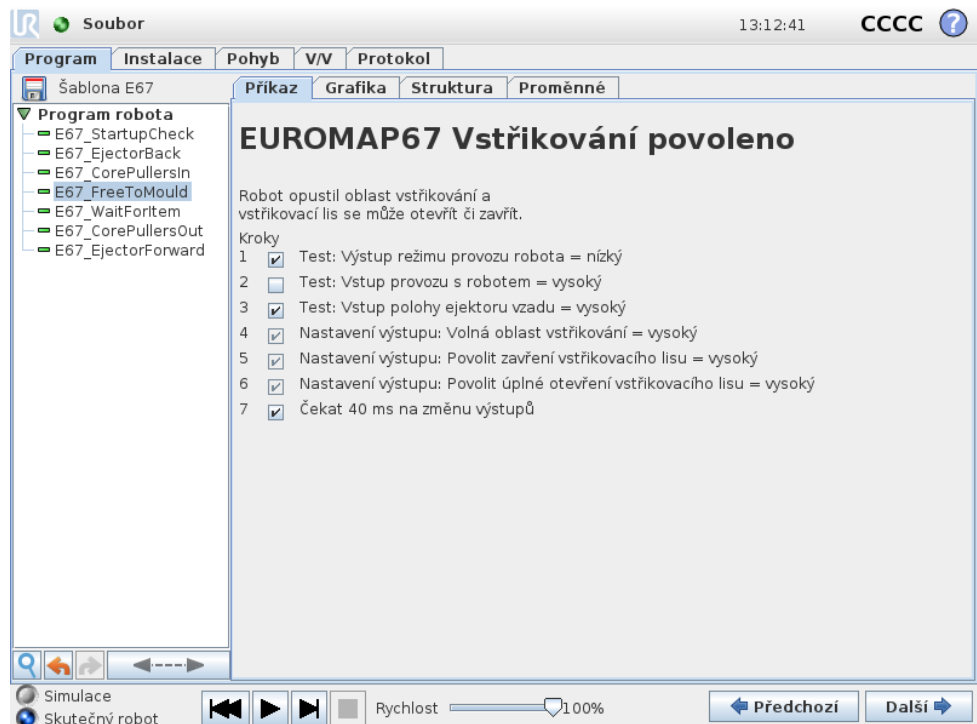 UR Soubor 13:12:41 CCCC ?
Program Instalace Pohyb V/V Protokol
Šablona E67
Příkaz Grafika Struktura Proměnné
Program robota
E67_StartupCheck
E67_EjectorBack
E67_CorePullersIn
E67_FreeToMould
E67_WaitForItem
E67_CorePullersOut
E67_EjectorForward
EUROMAP67 Vstřikování povoleno
Robot opustil oblast vstřikování a
vstřikovací lis se může otevřít či zavřít.
Kroky
1 Test: Výstup režimu provozu robota = nízký
2 Test: Vstup provozu s robotem = vysoký
3 Test: Vstup polohy ejektoru vzadu = vysoký
4 Nastavení výstupu: Volná oblast vstřikování = vysoký
5 Nastavení výstupu: Povolit zavření vstřikovacího lisu = vysoký
6 Nastavení výstupu: Povolit úplné otevření vstřikovacího lisu = vysoký
7 Čekat 40 ms na změnu výstupů
Simulace
Skutečný robot
Rychlost 100%
Předchozí Další